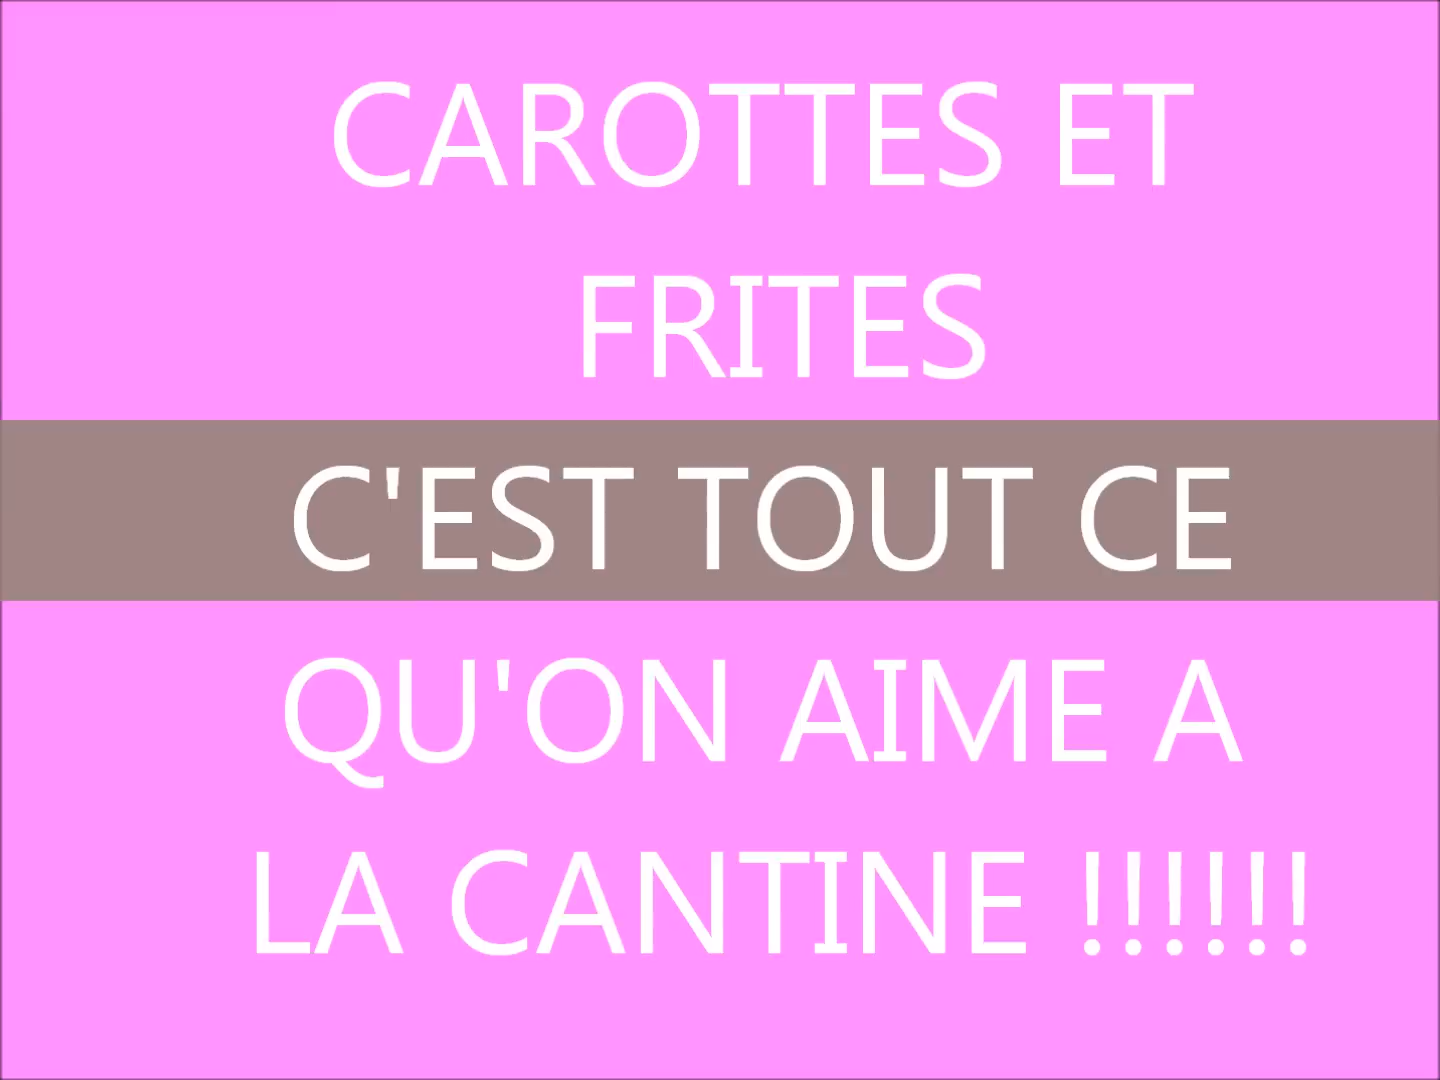 CAROTTES ET
FRITES
C'EST TOUT CE
QU'ON AIME A
LA CANTINE !!!!!!